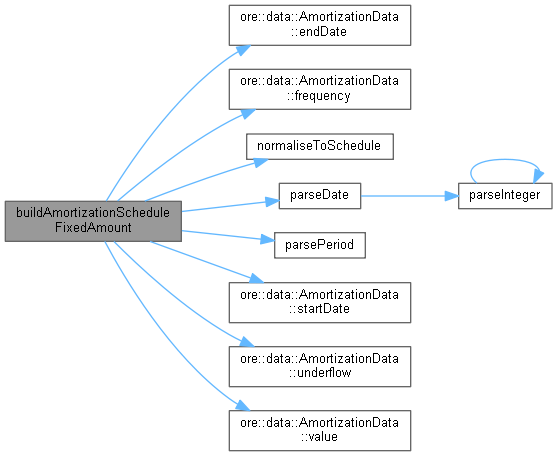 buildAmortizationSchedule
FixedAmount
ore::data::AmortizationData
::endDate
ore::data::AmortizationData
::frequency
normaliseToSchedule
parseDate
parseInteger
parsePeriod
ore::data::AmortizationData
::startDate
ore::data::AmortizationData
::underflow
ore::data::AmortizationData
::value